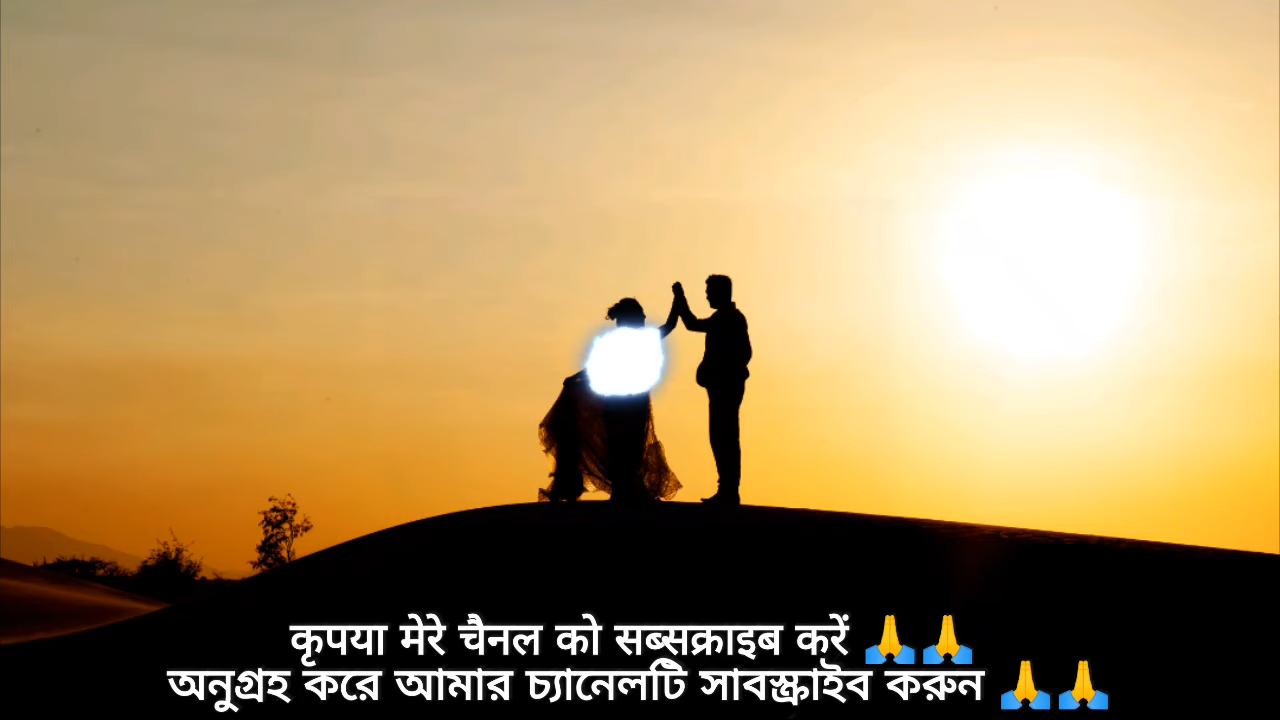 कृपया मेरे चैनल को सब्सक्राइब करें 🙏🙏
অনুগ্রহ করে আমার চ্যানেলটি সাবস্ক্রাইব করুন 🙏🙏